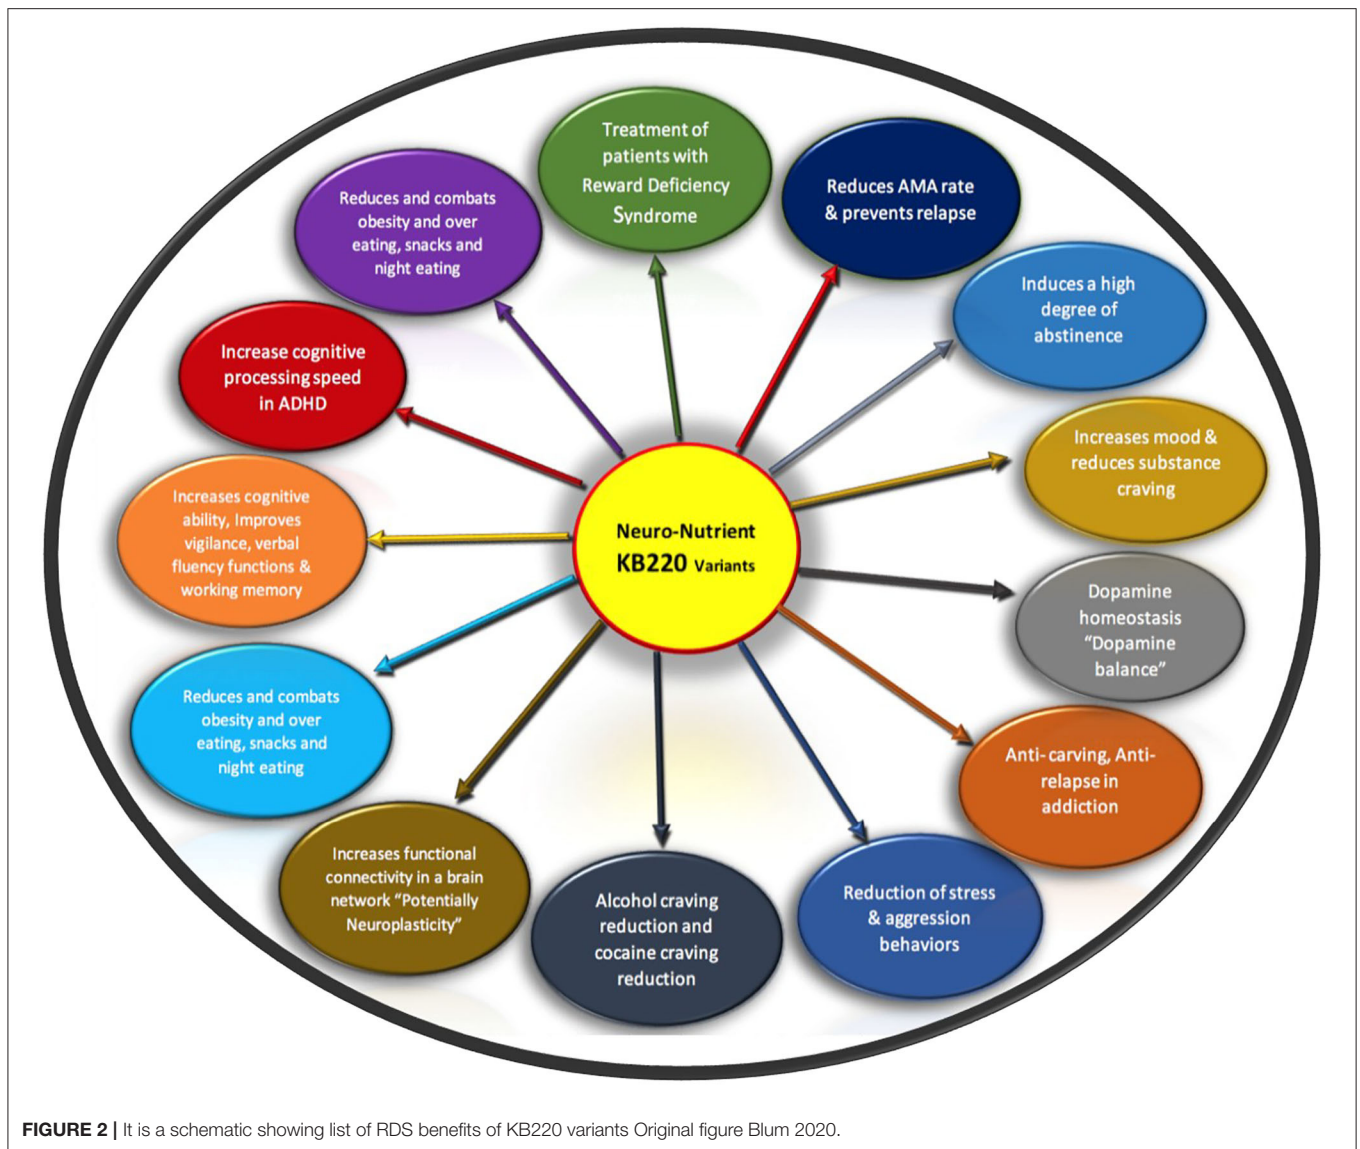 Treatment of
patients with
Reward Deficiency
Syndrome
Reduces AMA rate
& prevents relapse
Induces a high
degree of
abstinence
Increases mood &
reduces substance
craving
Dopamine
homeostasis
“Dopamine
balance”
Anti-carving, Anti-
relapse in
addiction
Reduction of stress
& aggression
behaviors
Alcohol craving
reduction and
cocaine craving
reduction
Increases functional
connectivity in a brain
network “Potentially
Neuroplasticity”
Reduces and combats
obesity and over
eating, snacks and
night eating
Increases cognitive
ability, Improves
vigilance, verbal
fluency functions &
working memory
Increase cognitive
processing speed
in ADHD
Reduces and combats
obesity and over
eating, snacks and
night eating
Neuro-Nutrient
KB220 Variants
FIGURE 2 | It is a schematic showing list of RDS benefits of KB220 variants Original figure Blum 2020.